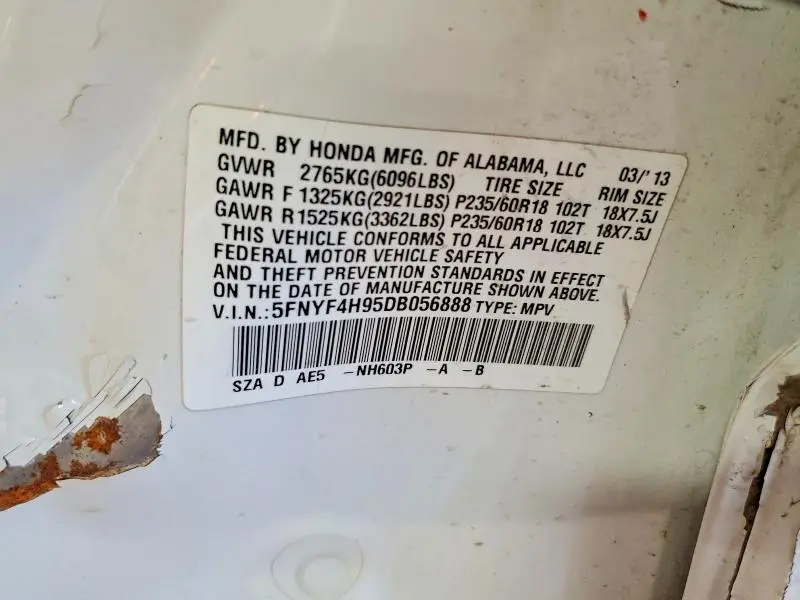 MFD. BY HONDA MFG. OF ALABAMA, LLC 03/'13
GVWR 2765KG(6096LBS) TIRE SIZE RIM SIZE
GAWR F 1325KG(2921LBS) P235/60R18 102T 18X7.5J
GAWR R1525KG(3362LBS) P235/60R18 102T 18X7.5J
THIS VEHICLE CONFORMS TO ALL APPLICABLE
FEDERAL MOTOR VEHICLE SAFETY
AND THEFT PREVENTION STANDARDS IN EFFECT
ON THE DATE OF MANUFACTURE SHOWN ABOVE.
V.I.N.:5FNYF4H95DB056888 TYPE: MPV
SZA D AE5 -NH603P -A -B